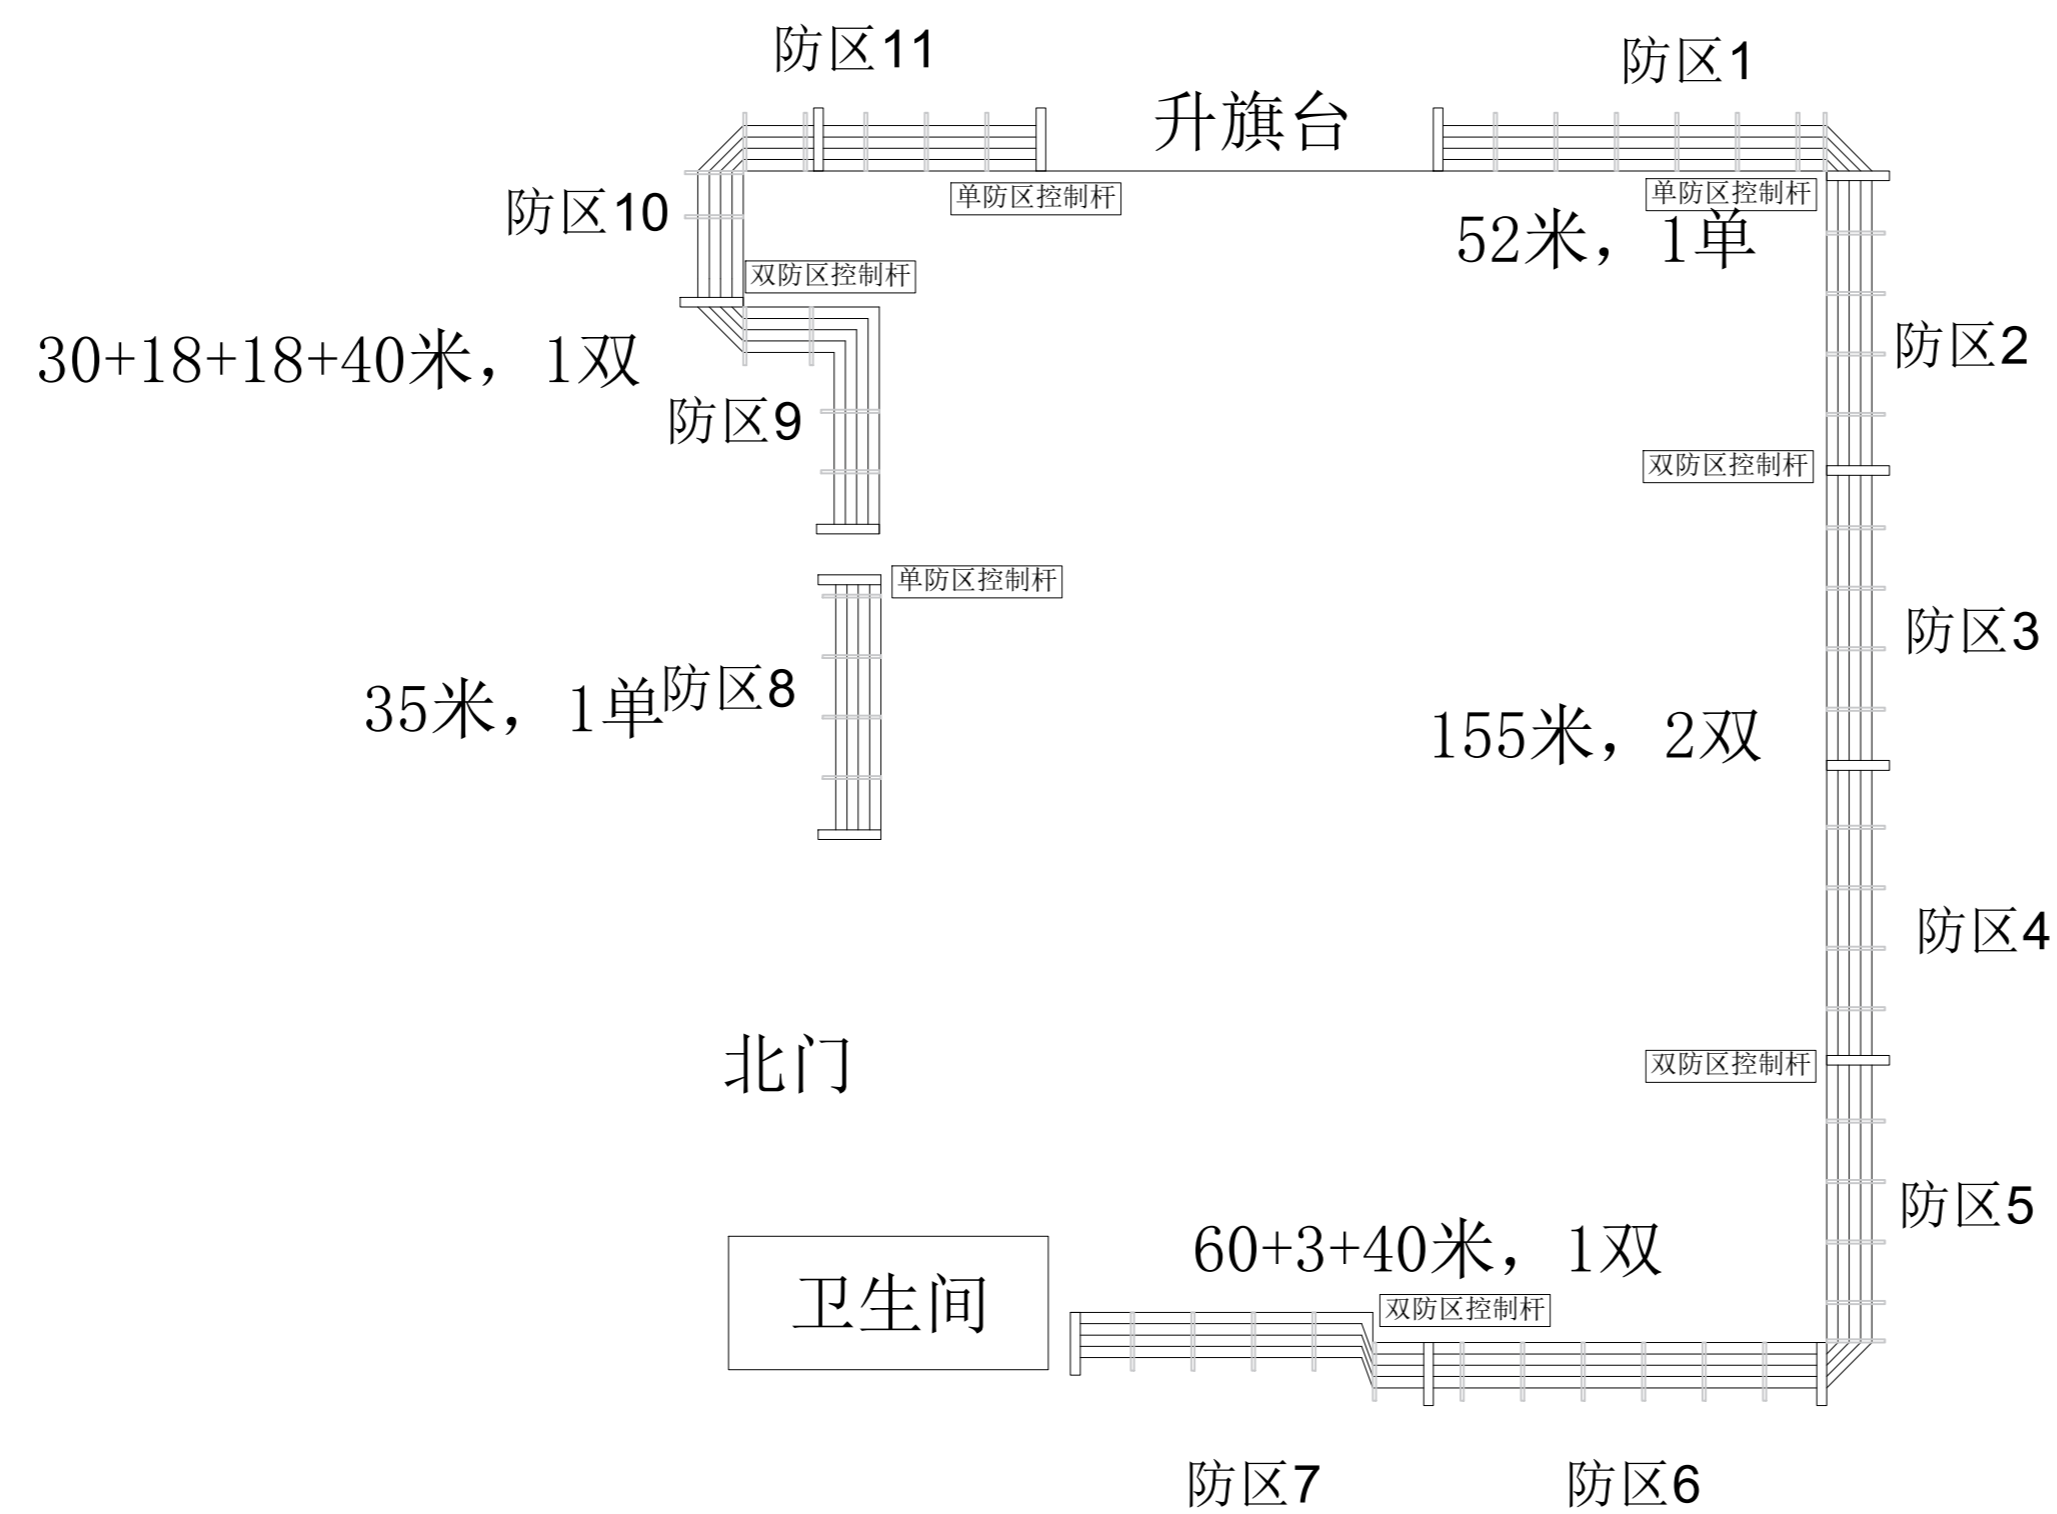 防区11
防区1
升旗台
单防区控制杆
单防区控制杆
防区10
52米，1单
双防区控制杆
防区2
30+18+18+40米，1双
防区9
双防区控制杆
单防区控制杆
防区3
35米，1单
防区8
155米，2双
防区4
北门
双防区控制杆
防区5
60+3+40米，1双
卫生间
双防区控制杆
防区7
防区6